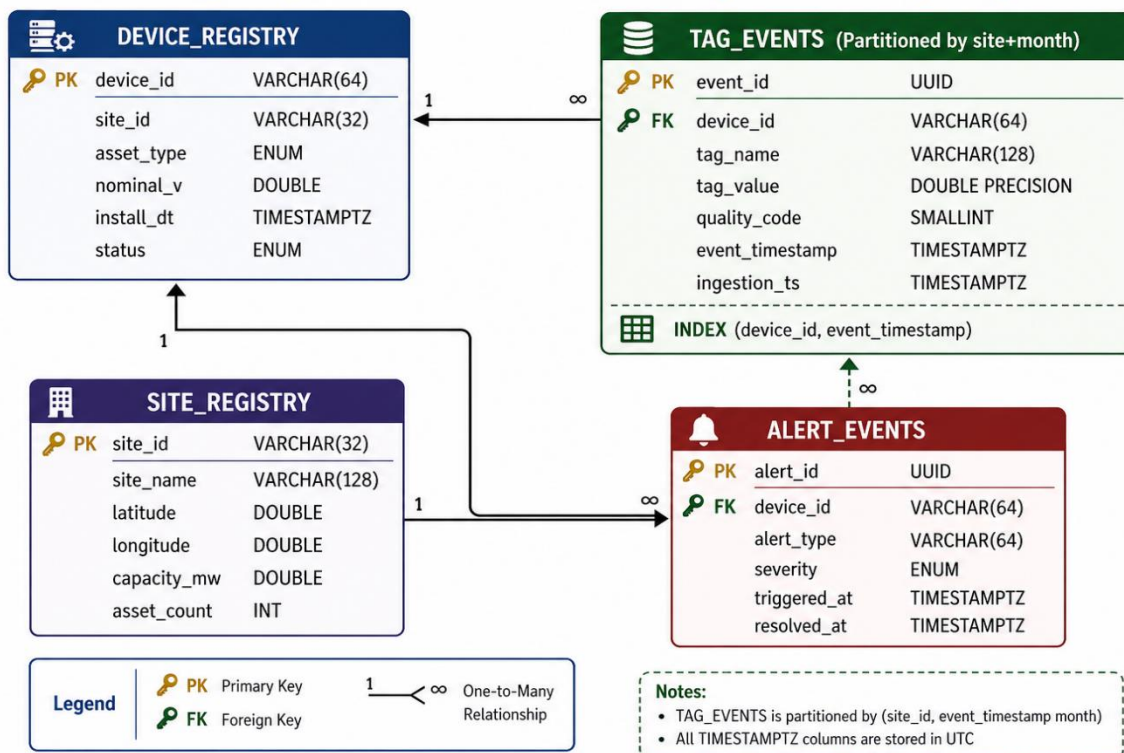 DEVICE_REGISTRY
PK device_id VARCHAR(64)
site_id VARCHAR(32)
asset_type ENUM
nominal_v DOUBLE
install_dt TIMESTAMPTZ
status ENUM
1 ∞
TAG_EVENTS (Partitioned by site+month)
PK event_id UUID
FK device_id VARCHAR(64)
tag_name VARCHAR(128)
tag_value DOUBLE PRECISION
quality_code SMALLINT
event_timestamp TIMESTAMPTZ
ingestion_ts TIMESTAMPTZ
INDEX (device_id, event_timestamp)
1
∞
SITE_REGISTRY
PK site_id VARCHAR(32)
site_name VARCHAR(128)
latitude DOUBLE
longitude DOUBLE
capacity_mw DOUBLE
asset_count INT
1 ∞
ALERT_EVENTS
PK alert_id UUID
FK device_id VARCHAR(64)
alert_type VARCHAR(64)
severity ENUM
triggered_at TIMESTAMPTZ
resolved_at TIMESTAMPTZ
Legend
PK Primary Key
FK Foreign Key
1 ∞ One-to-Many
Relationship
Notes:
• TAG_EVENTS is partitioned by (site_id, event_timestamp month)
• All TIMESTAMPTZ columns are stored in UTC